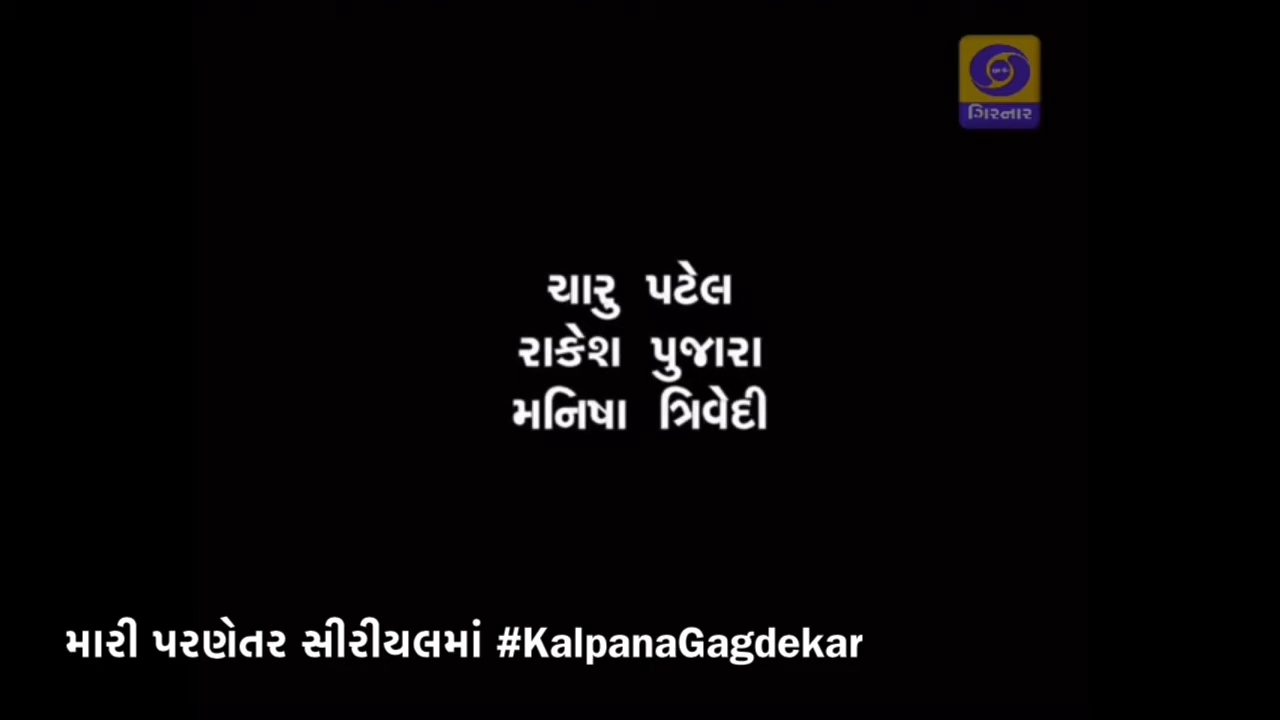 ગિરનાર
ચારુ પટેલ
રાકેશ પુજારા
મનિષા ત્રિવેદી
મારી પરણેતર સીરીયલમાં #KalpanaGagdekar